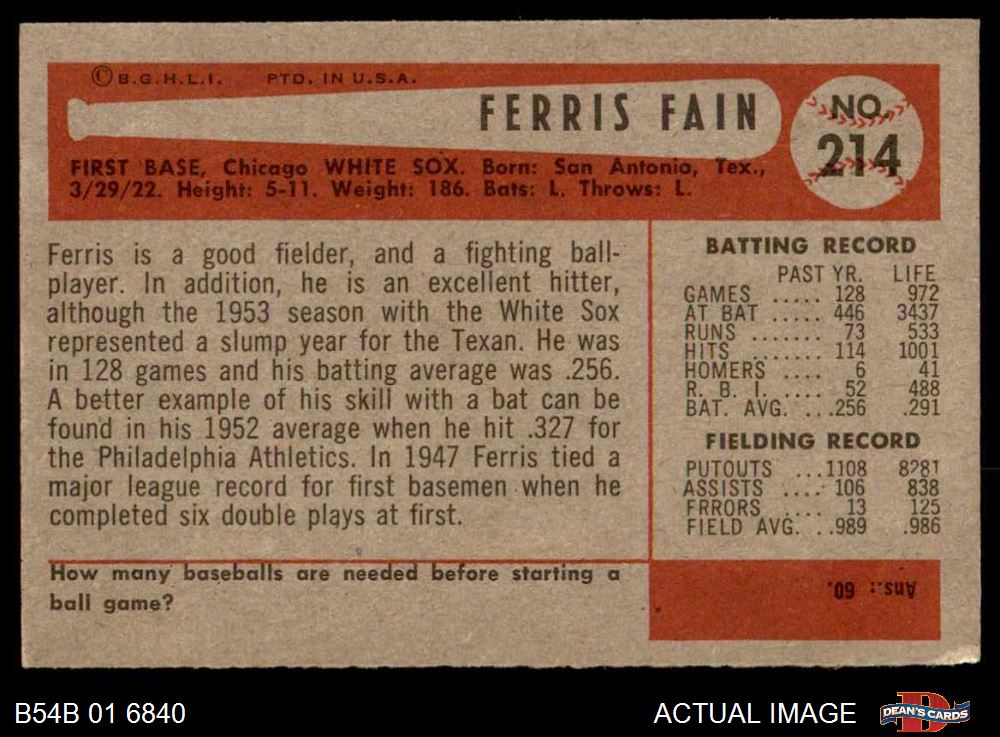 ©B.G.H.L.I. PTD. IN U.S.A.
FERRIS FAIN
NO.
214
FIRST BASE, Chicago WHITE SOX. Born: San Antonio, Tex.,
3/29/22. Height: 5-11. Weight: 186. Bats: L. Throws: L.
Ferris is a good fielder, and a fighting ball-
player. In addition, he is an excellent hitter,
although the 1953 season with the White Sox
represented a slump year for the Texan. He was
in 128 games and his batting average was .256.
A better example of his skill with a bat can be
found in his 1952 average when he hit .327 for
the Philadelphia Athletics. In 1947 Ferris tied a
major league record for first basemen when he
completed six double plays at first.
BATTING RECORD
PAST YR. LIFE
GAMES ..... 128 972
AT BAT ..... 446 3437
RUNS ....... 73 533
HITS ....... 114 1001
HOMERS .... 6 41
R. B. I. .... 52 488
BAT. AVG. ...256 .291
FIELDING RECORD
PUTOUTS ...1108 8281
ASSISTS .... 106 838
FRRORS .... 13 125
FIELD AVG. ..989 .986
How many baseballs are needed before starting a
ball game?
Ans.: 60.
B54B 01 6840
ACTUAL IMAGE
DEAN'S CARDS